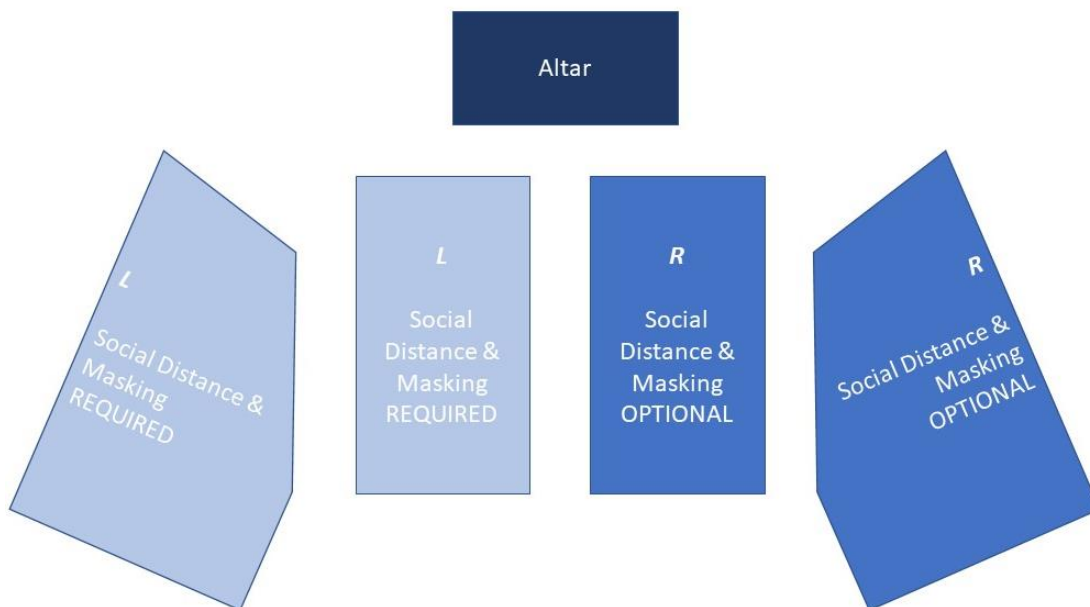 Altar
L
Social Distance &
Masking
REQUIRED
L
Social
Distance &
Masking
REQUIRED
R
Social
Distance &
Masking
OPTIONAL
R
Social Distance &
Masking
OPTIONAL